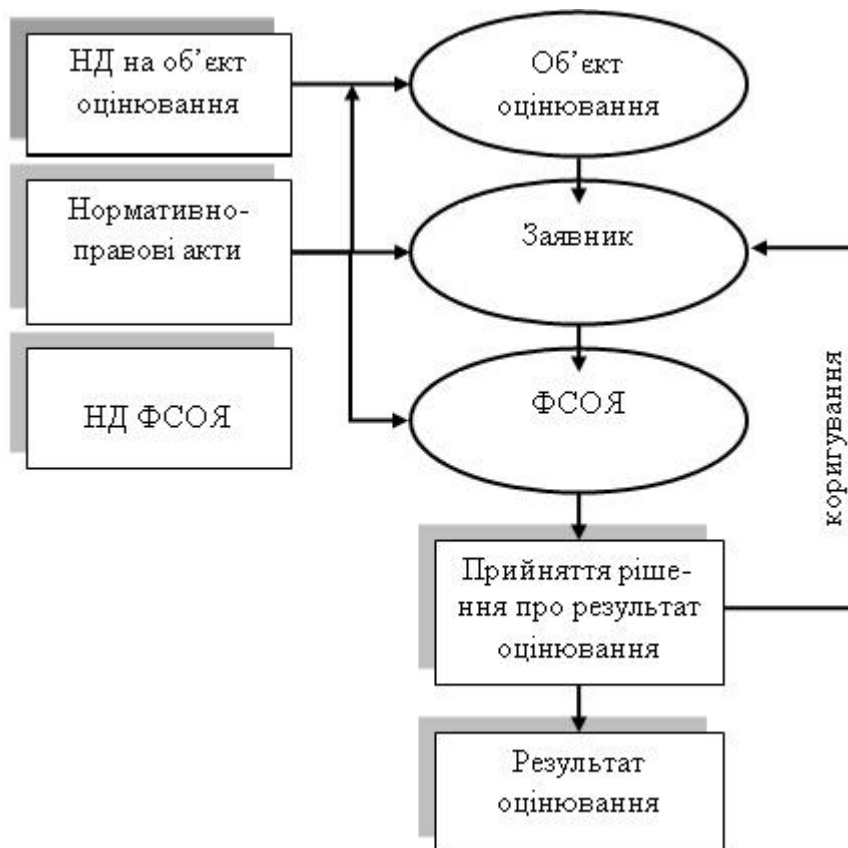 НД на об’єкт
оцінювання
Об’єкт
оцінювання
Нормативно-
правові акти
Заявник
НД ФСОЯ
ФСОЯ
коригування
Прийняття ріше-
ння про результат
оцінювання
Результат
оцінювання